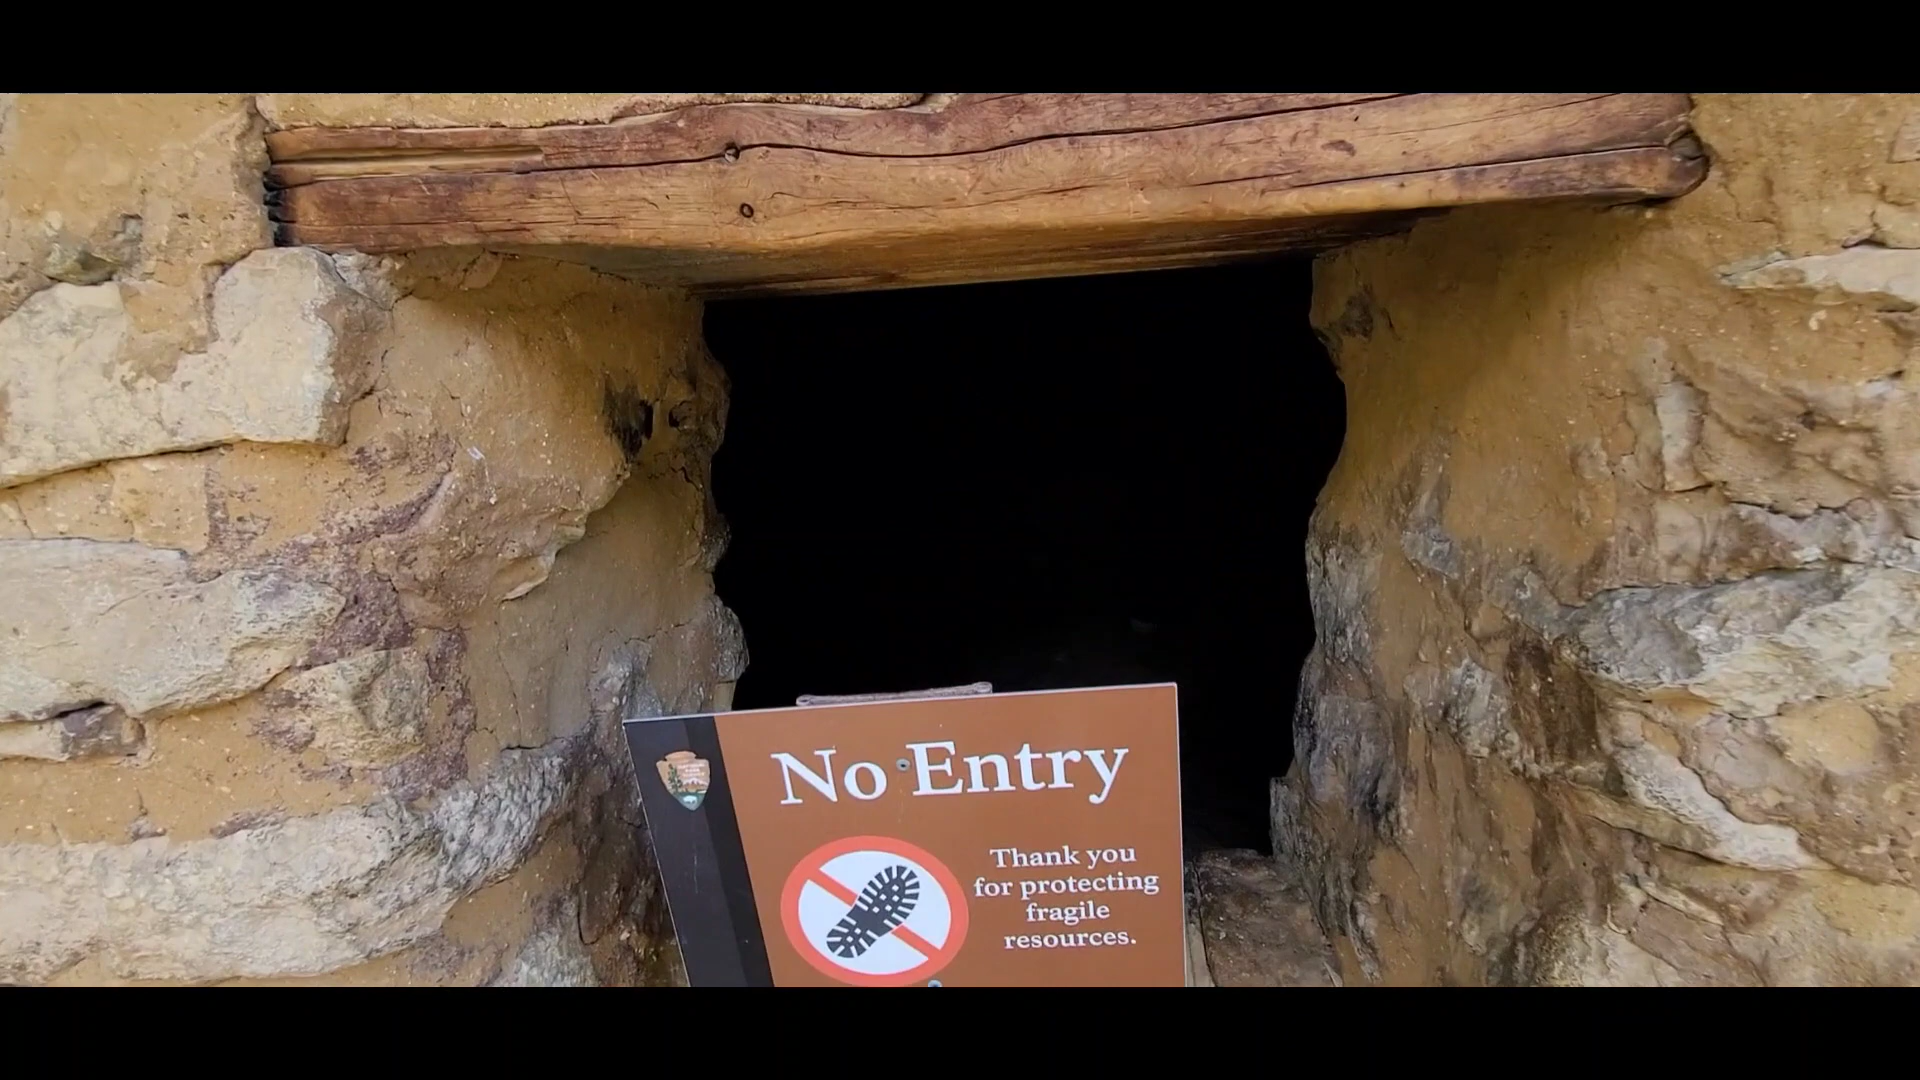 No Entry
Thank you
for protecting
fragile
resources.